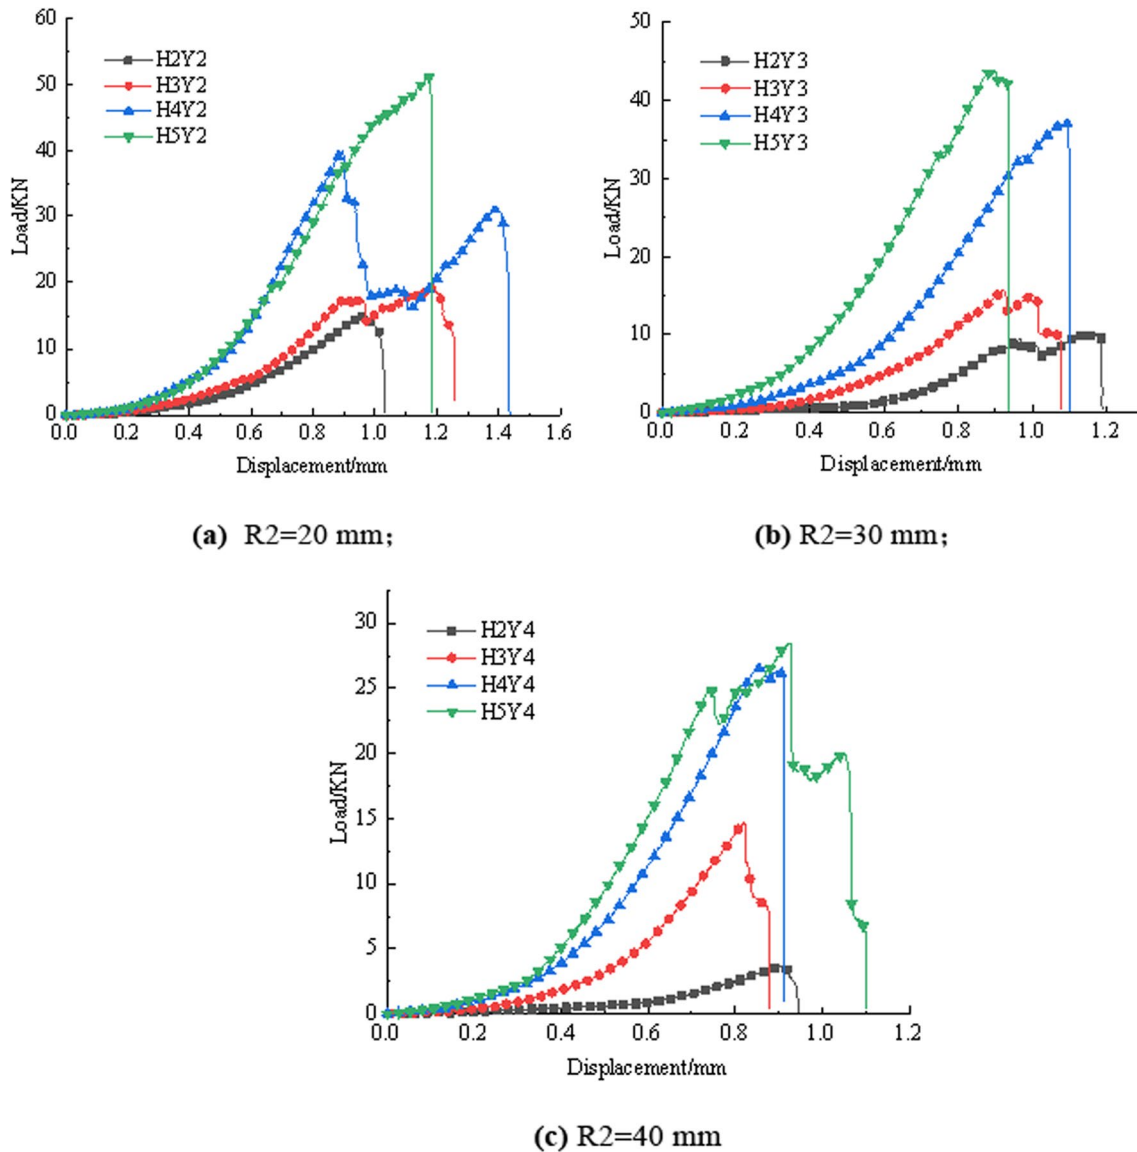 60
50
40
30
20
10
0
Load/KN
H2Y2
H3Y2
H4Y2
H5Y2
0.0 0.2 0.4 0.6 0.8 1.0 1.2 1.4 1.6
Displacement/mm
(a) R2=20 mm；
50
40
30
20
10
0
Load/KN
H2Y3
H3Y3
H4Y3
H5Y3
0.0 0.2 0.4 0.6 0.8 1.0 1.2
Displacement/mm
(b) R2=30 mm；
30
25
20
15
10
5
0
Load/KN
H2Y4
H3Y4
H4Y4
H5Y4
0.0 0.2 0.4 0.6 0.8 1.0 1.2
Displacement/mm
(c) R2=40 mm